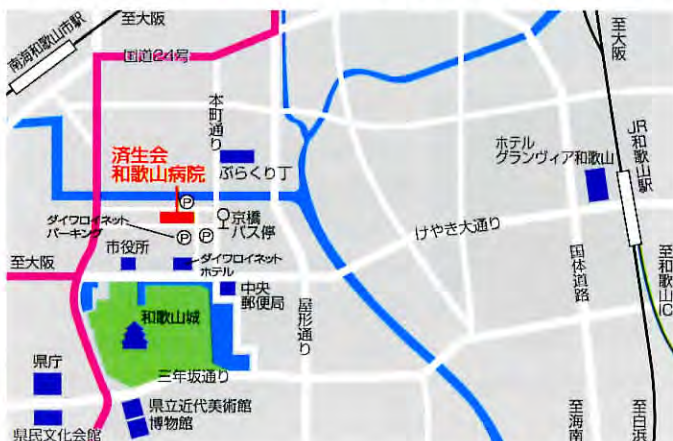 至大阪
南海和歌山市駅
国道24号
本町通り
済生会
和歌山病院
ぶらくり丁
P
ダイワロイネット
パーキング
P
P
京橋
バス停
市役所
ダイワロイネット
ホテル
至大阪
中央
郵便局
和歌山城
屋形通り
けやき大通り
三年坂通り
県庁
県民文化会館
県立近代美術館
博物館
至大阪
ホテル
グランヴィア和歌山
JR和歌山駅
国体道路
至和歌山IC
至海南
至白浜